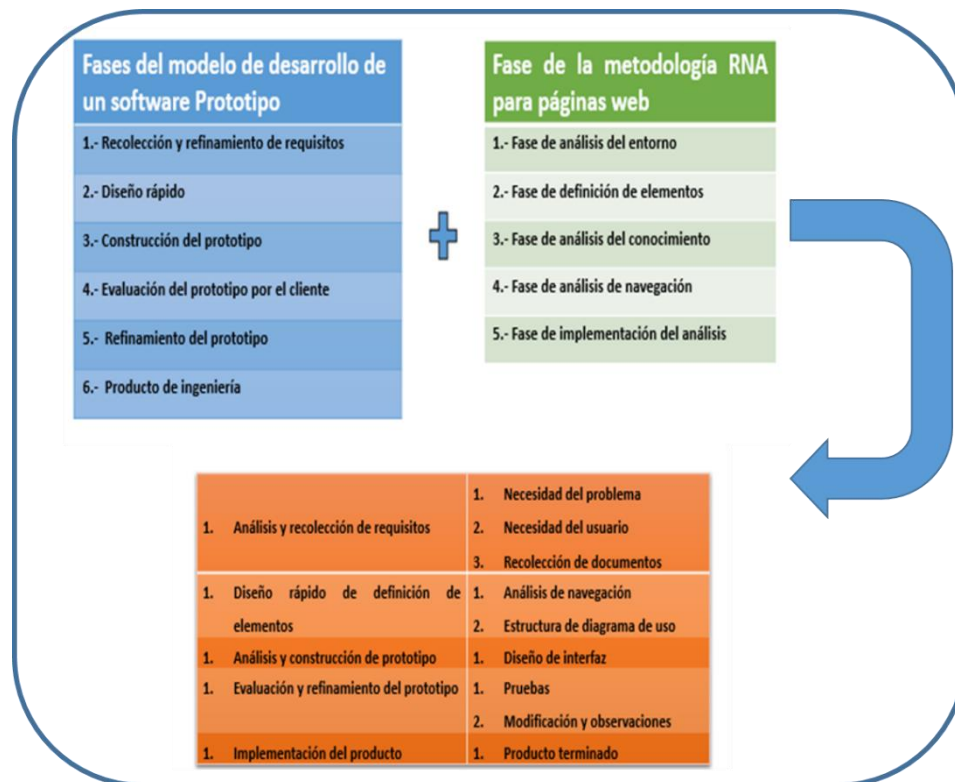 Fases del modelo de desarrollo de
un software Prototipo
1.- Recolección y refinamiento de requisitos
2.- Diseño rápido
3.- Construcción del prototipo
4.- Evaluación del prototipo por el cliente
5.- Refinamiento del prototipo
6.- Producto de ingeniería
Fase de la metodología RNA
para páginas web
1.- Fase de análisis del entorno
2.- Fase de definición de elementos
3.- Fase de análisis del conocimiento
4.- Fase de análisis de navegación
5.- Fase de implementación del análisis
1. Análisis y recolección de requisitos
1. Necesidad del problema
2. Necesidad del usuario
3. Recolección de documentos
1. Diseño rápido de definición de
elementos
1. Análisis de navegación
2. Estructura de diagrama de uso
1. Análisis y construcción de prototipo
1. Diseño de interfaz
1. Evaluación y refinamiento del prototipo
1. Pruebas
2. Modificación y observaciones
1. Implementación del producto
1. Producto terminado